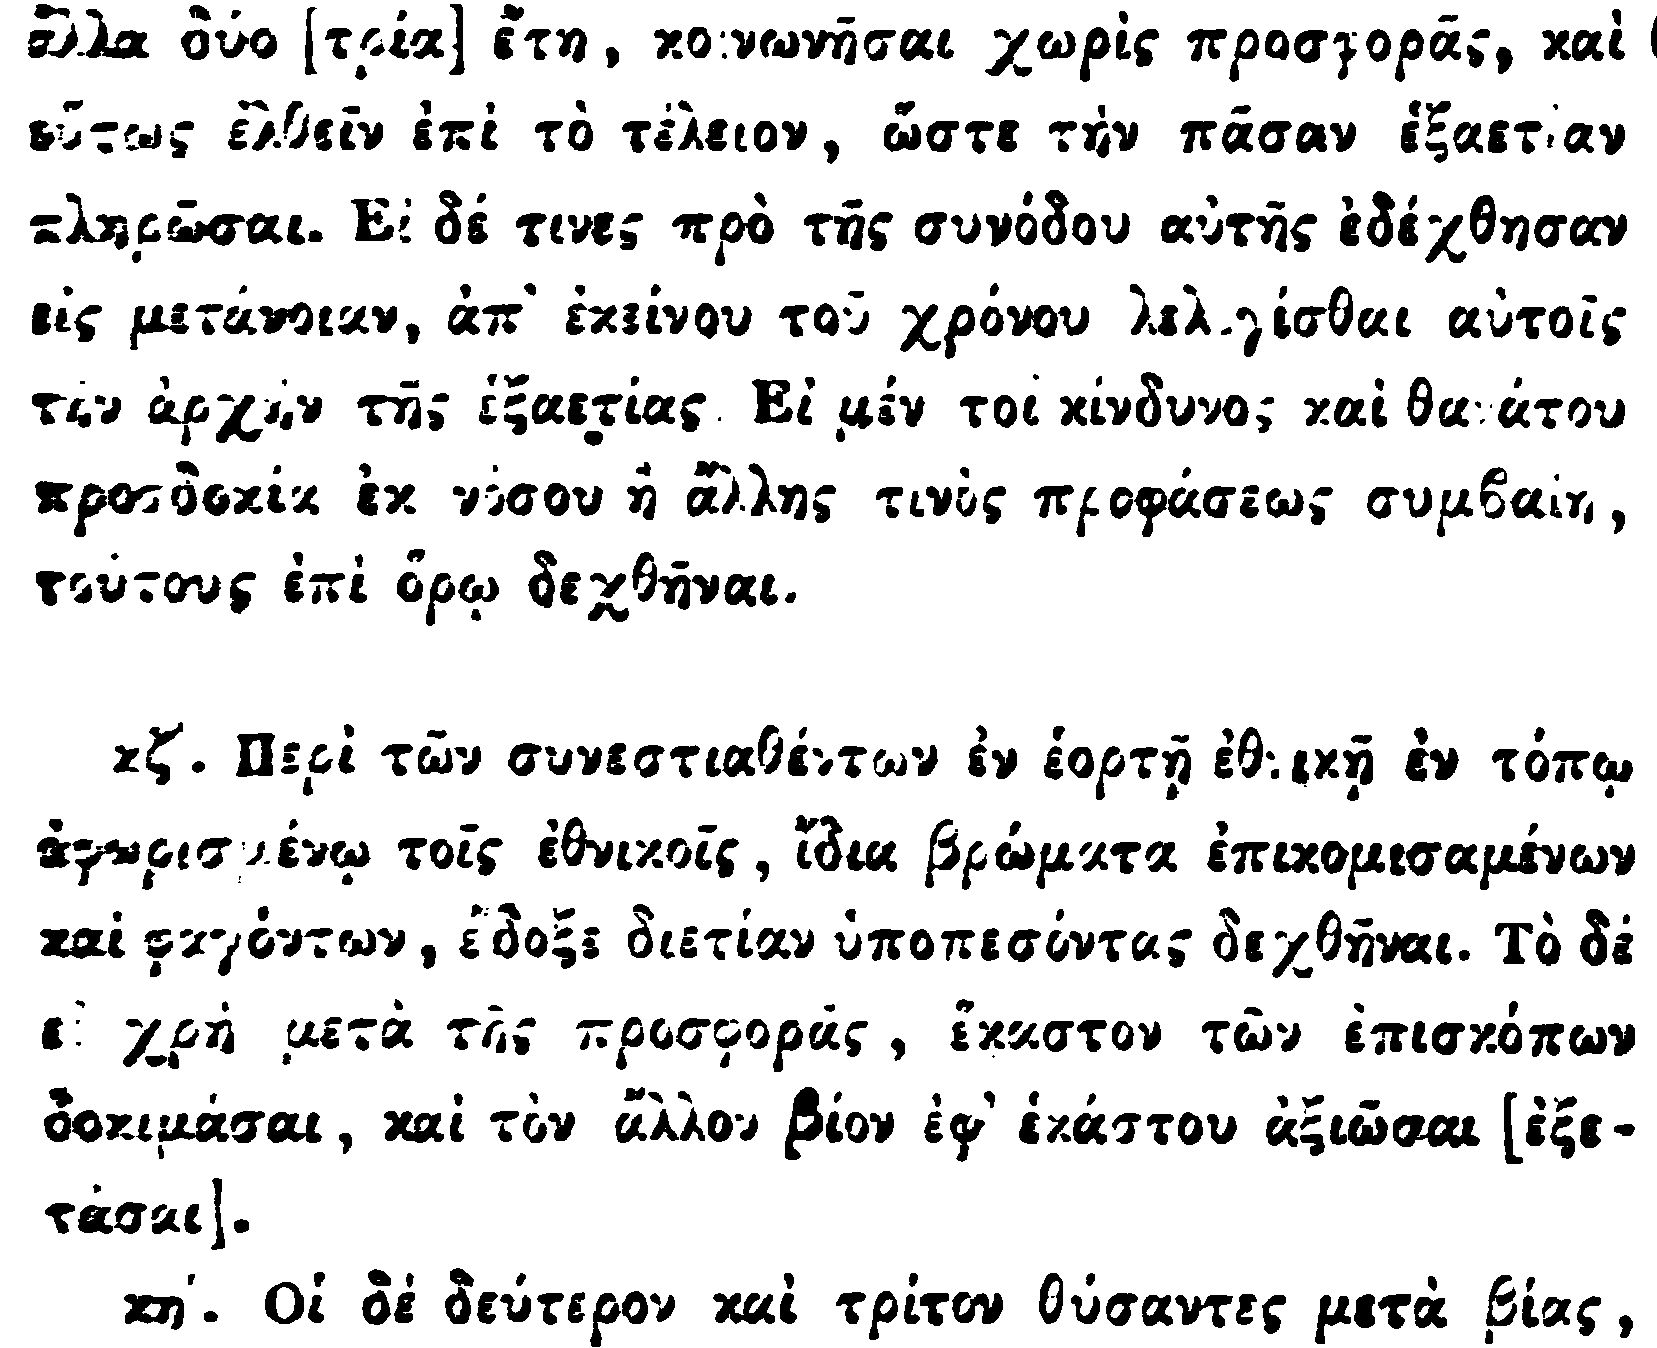 ἄλλα δύο [τρία] ἔτη, κοινωνῆσαι χωρὶς προσφορᾶς, καὶ
οὕτως ἐλθεῖν ἐπὶ τὸ τέλειον, ὥστε τὴν πᾶσαν ἑξαετίαν
πληρῶσαι. Εἰ δέ τινες πρὸ τῆς συνόδου αὐτῆς ἐδέχθησαν
εἰς μετάνοιαν, ἀπ᾽ ἐκείνου τοῦ χρόνου λελογίσθαι αὐτοῖς
τὴν ἀρχὴν τῆς ἑξαετίας. Εἰ μέν τοι κίνδυνος καὶ θανάτου
προσδοκία ἐκ νόσου ἢ ἄλλης τινὸς προφάσεως συμβαίη,
τούτους ἐπὶ ὅρῳ δεχθῆναι.
κζ΄. Περὶ τῶν συνεστιαθέντων ἐν ἑορτῇ ἐθνικῇ ἐν τόπῳ
ἀφωρισμένῳ τοῖς ἐθνικοῖς, ἴδια βρώματα ἐπικομισαμένων
καὶ φαγόντων, ἔδοξε διετίαν ὑποπεσόντας δεχθῆναι. Τὸ δὲ
εἰ χρὴ μετὰ τῆς προσφορᾶς, ἕκαστον τῶν ἐπισκόπων
δοκιμάσαι, καὶ τὸν ἄλλον βίον ἐφ᾽ ἑκάστου ἀξιῶσαι [ἐξε-
τάσαι].
κη΄. Οἱ δὲ δεύτερον καὶ τρίτον θύσαντες μετὰ βίας,